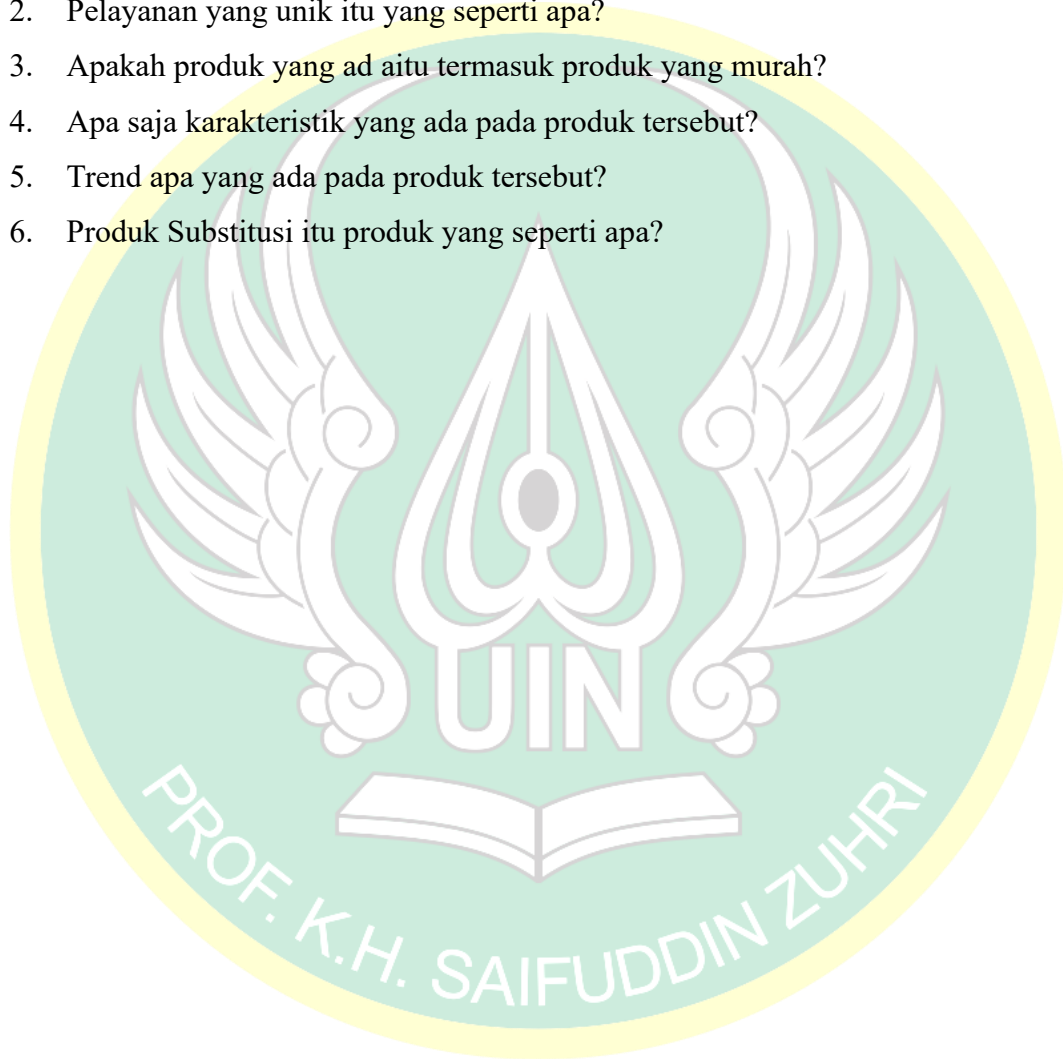 2. Pelayanan yang unik itu yang seperti apa?
3. Apakah produk yang ad aitu termasuk produk yang murah?
4. Apa saja karakteristik yang ada pada produk tersebut?
5. Trend apa yang ada pada produk tersebut?
6. Produk Substitusi itu produk yang seperti apa?
UIN
PROF. K.H. SAIFUDDIN ZUHRI